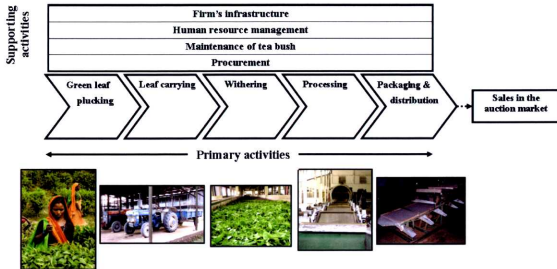 Supporting
activities
Firm's infrastructure
Human resource management
Maintenance of tea bush
Procurement
Green leaf
plucking
Leaf carrying
Withering
Processing
Packaging &
distribution
Sales in the
auction market
Primary activities